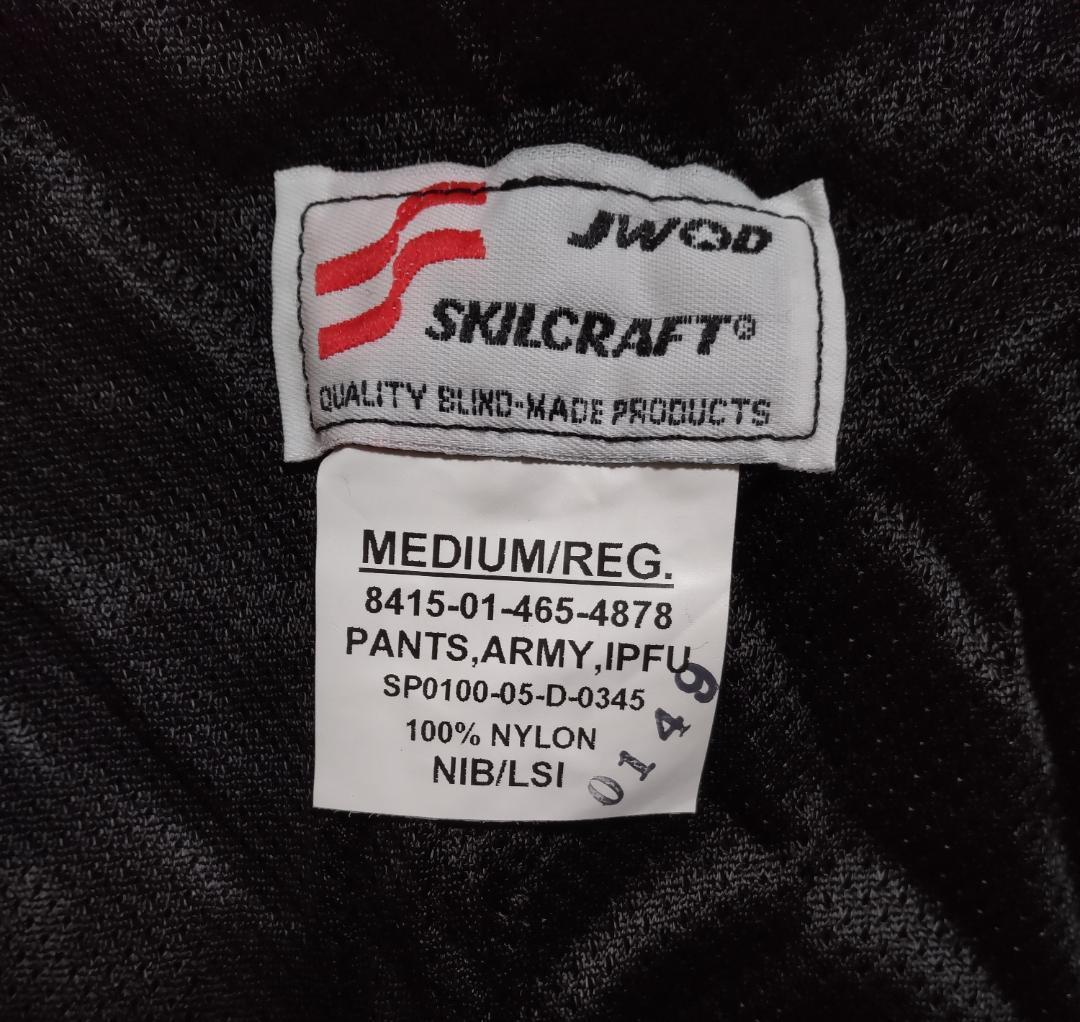 JWOD
SKILCRAFT®
QUALITY BLIND-MADE PRODUCTS
MEDIUM/REG.
8415-01-465-4878
PANTS,ARMY,IPFU
SP0100-05-D-0345
100% NYLON
NIB/LSI
0149